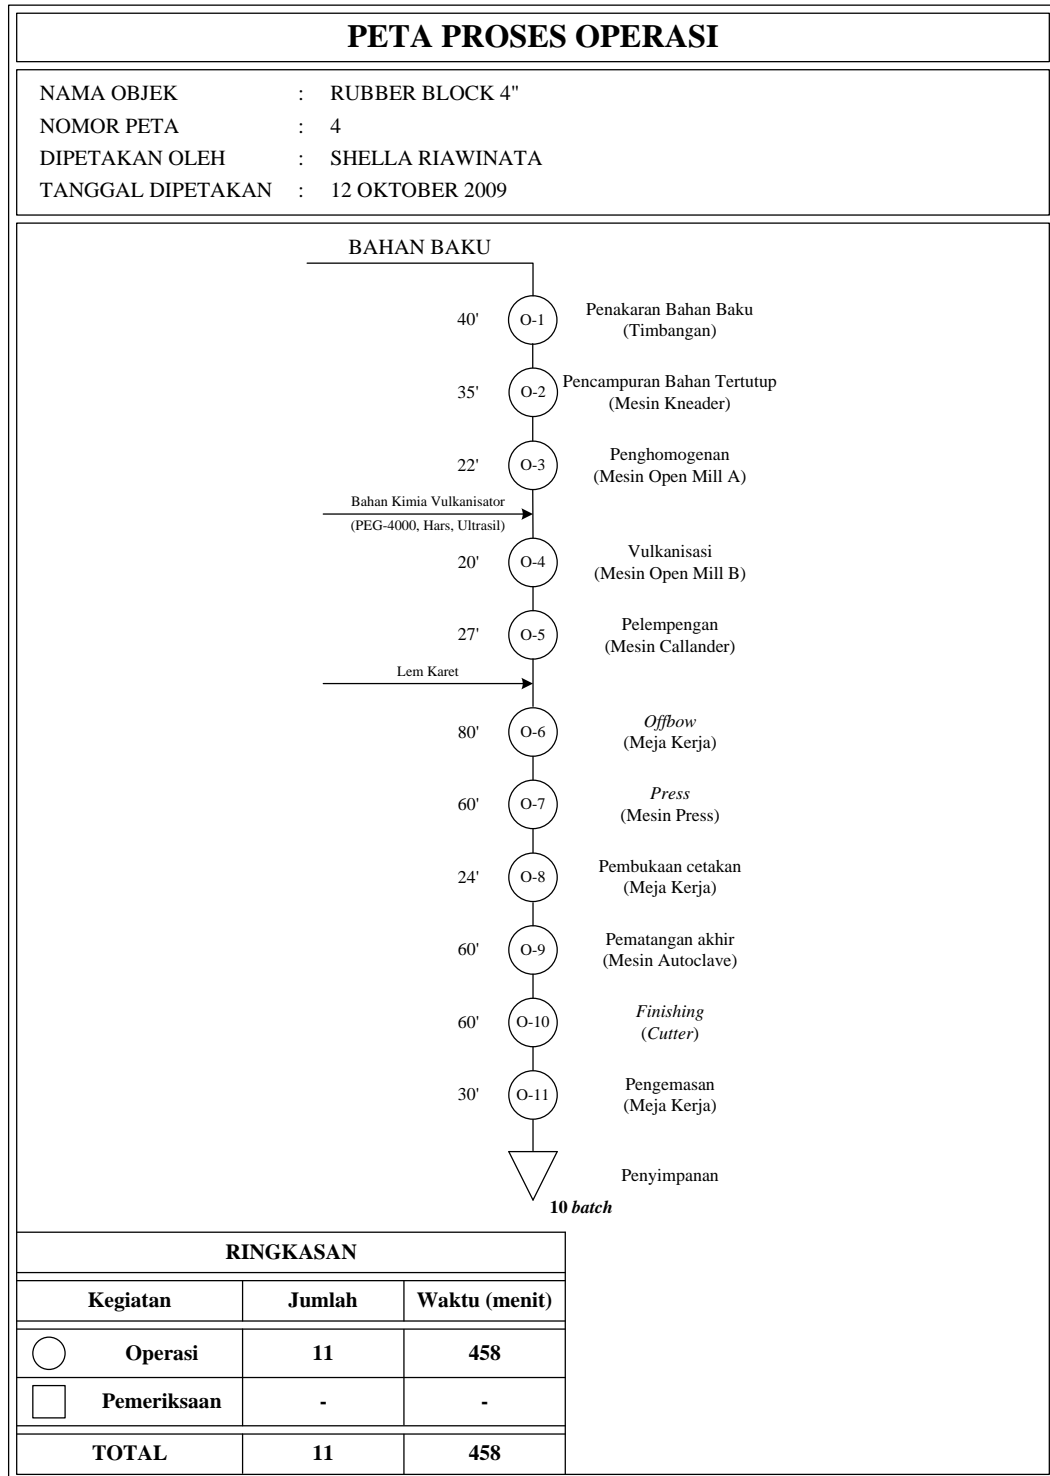 PETA PROSES OPERASI
NAMA OBJEK : RUBBER BLOCK 4"
NOMOR PETA : 4
DIPETAKAN OLEH : SHELLA RIAWINATA
TANGGAL DIPETAKAN : 12 OKTOBER 2009
BAHAN BAKU
40' O-1 Penakaran Bahan Baku
(Timbangan)
35' O-2 Pencampuran Bahan Tertutup
(Mesin Kneader)
22' O-3 Penghomogenan
(Mesin Open Mill A)
Bahan Kimia Vulkanisator
(PEG-4000, Hars, Ultrasil)
20' O-4 Vulkanisasi
(Mesin Open Mill B)
27' O-5 Pelempengan
(Mesin Callander)
Lem Karet
80' O-6 Offbow
(Meja Kerja)
60' O-7 Press
(Mesin Press)
24' O-8 Pembukaan cetakan
(Meja Kerja)
60' O-9 Pematangan akhir
(Mesin Autoclave)
60' O-10 Finishing
(Cutter)
30' O-11 Pengemasan
(Meja Kerja)
Penyimpanan
10 batch
RINGKASAN
Kegiatan Jumlah Waktu (menit)
Operasi 11 458
Pemeriksaan - -
TOTAL 11 458